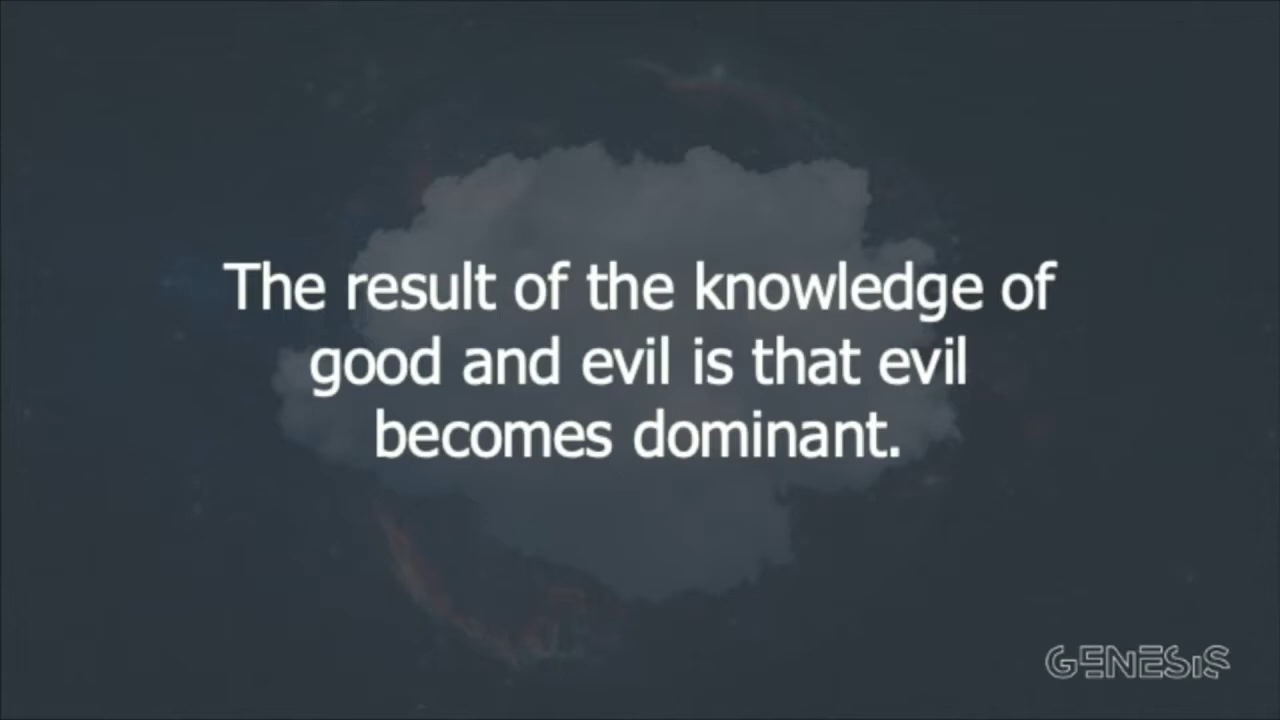 The result of the knowledge of
good and evil is that evil
becomes dominant.
GENESIS